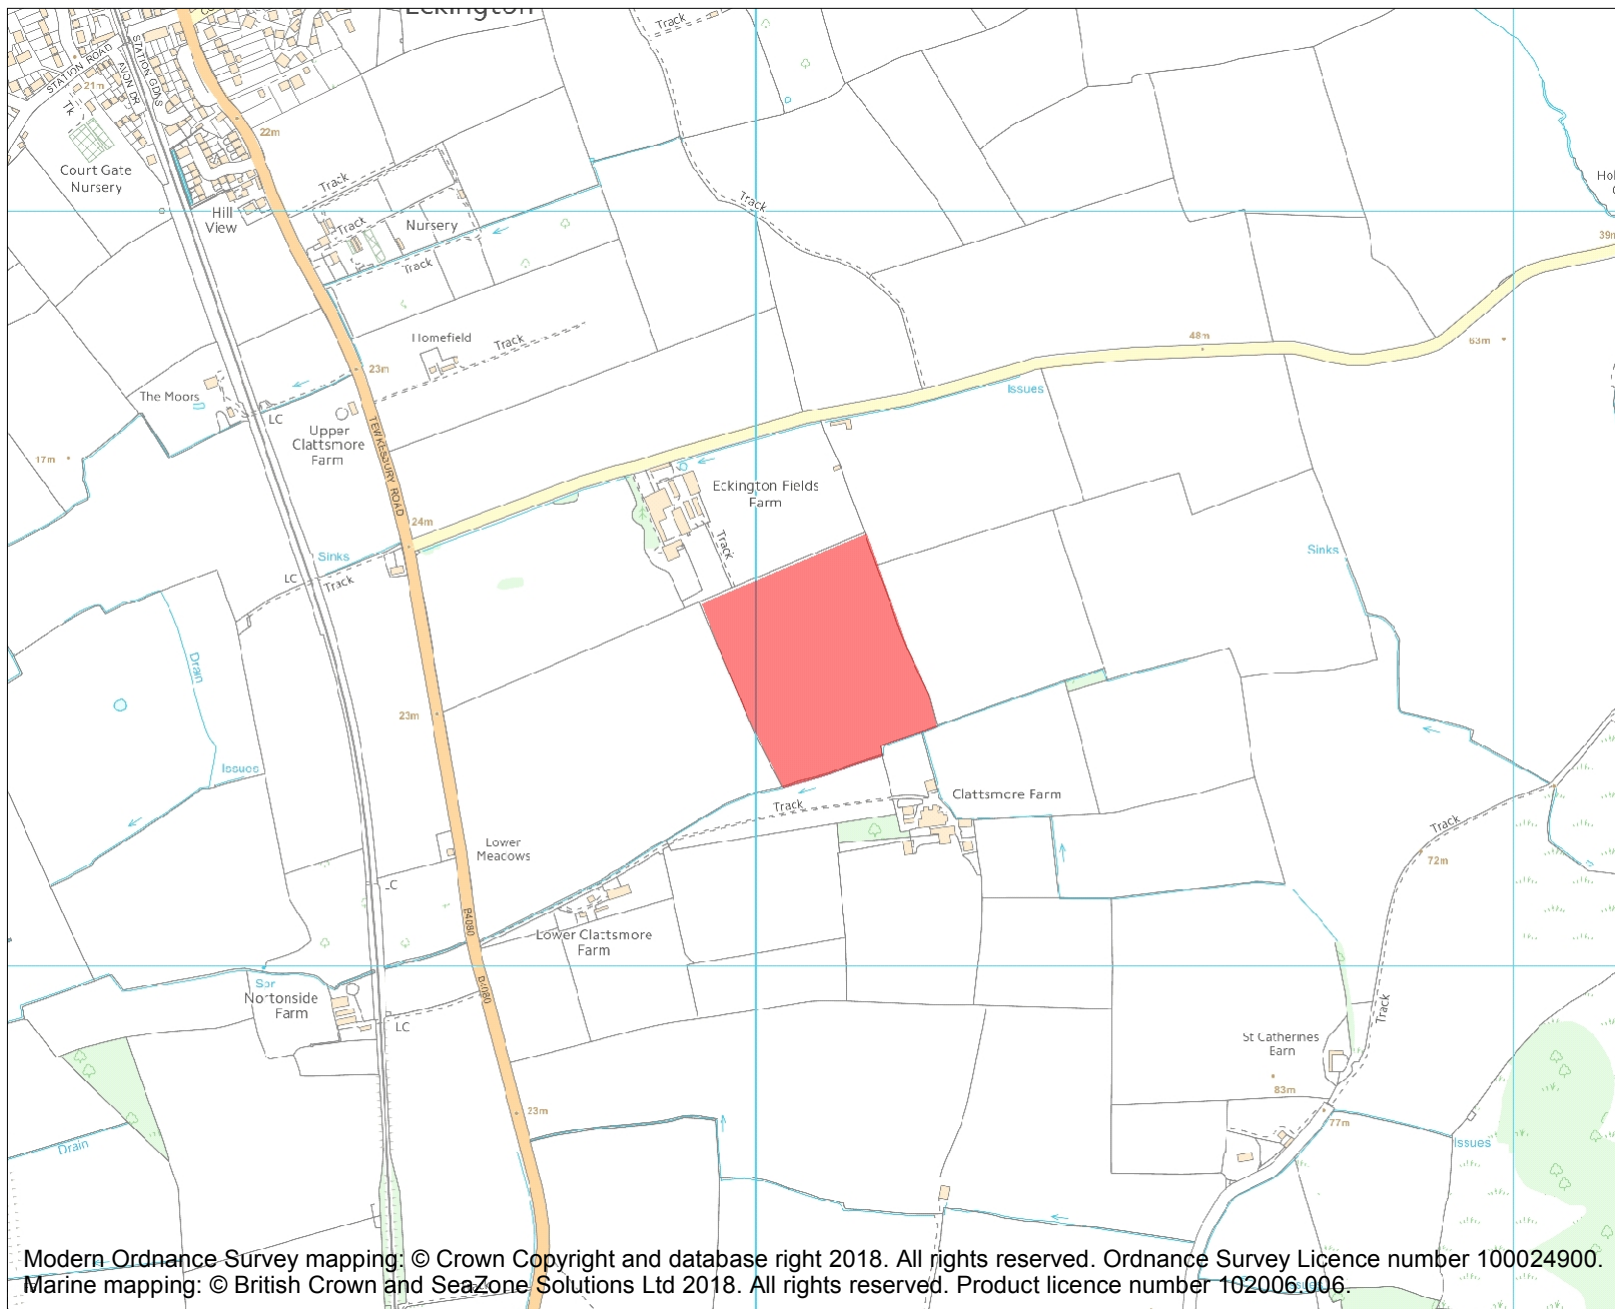 Eckington
Track
STATION ROAD
STATION GDNS
AVON DR
21m
Tk
22m
Court Gate
Nursery
Track
Hill
View
Track
Nursery
Track
Track
39m
Homefield
Track
48m
63m
23m
The Moors
LC
Issues
Upper
Clattsmore
Farm
TEWKESBURY ROAD
17m
Eckington Fields
Farm
24m
Track
Sinks
Sinks
LC
Track
Drain
23m
Issues
Track
Clattsmore Farm
Track
Lower
Meadows
72m
LC
B4080
Lower Clattsmore
Farm
Spr
B4080
Nortonside
Farm
Track
LC
St Catherines
Barn
83m
23m
77m
Drain
Issues
Modern Ordnance Survey mapping: © Crown Copyright and database right 2018. All rights reserved. Ordnance Survey Licence number 100024900.
Marine mapping: © British Crown and SeaZone Solutions Ltd 2018. All rights reserved. Product licence number 102006.006.